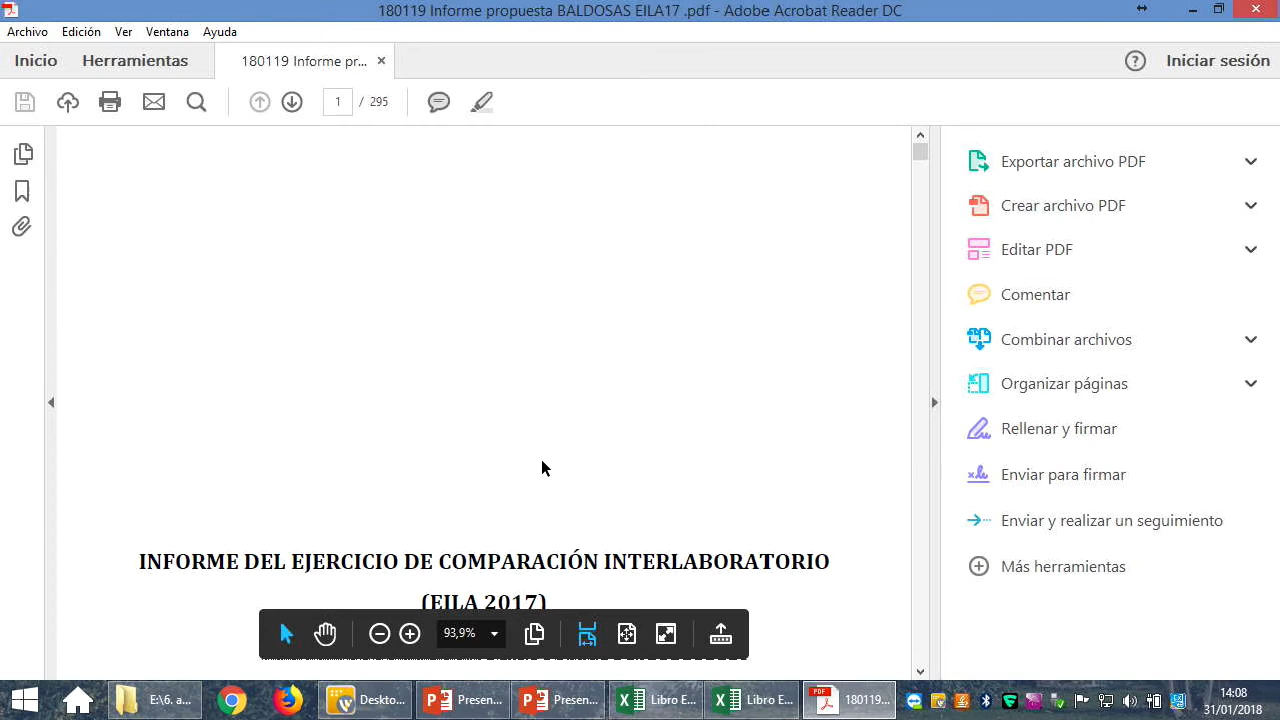 180119 Informe propuesta BALDOSAS EILA17 .pdf - Adobe Acrobat Reader DC
Archivo Edición Ver Ventana Ayuda
Inicio Herramientas 180119 Informe pr... Iniciar sesión
1 / 295
Exportar archivo PDF
Crear archivo PDF
Editar PDF
Comentar
Combinar archivos
Organizar páginas
Rellenar y firmar
Enviar para firmar
Enviar y realizar un seguimiento
Más herramientas
INFORME DEL EJERCICIO DE COMPARACIÓN INTERLABORATORIO
(EILA 2017)
93,9%
E:\6. a... Deskto... Presen... Presen... Libro E... Libro E... PDF 180119...
14:08
31/01/2018